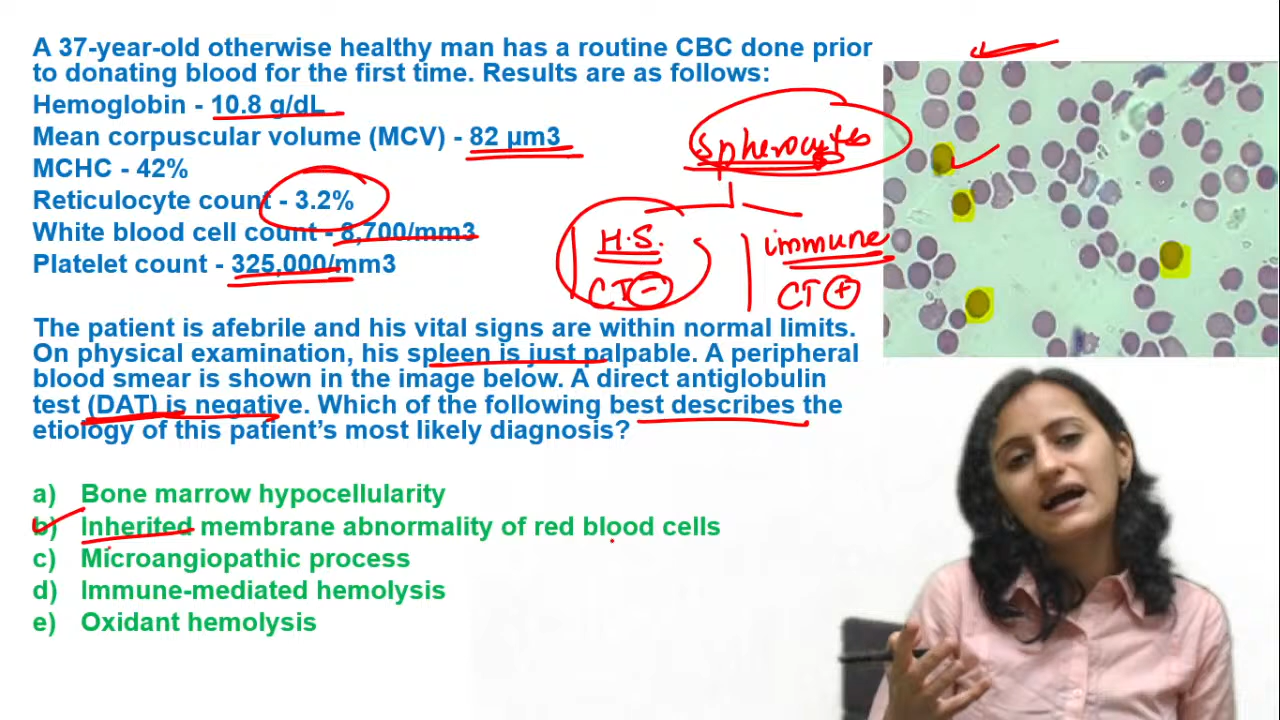 A 37-year-old otherwise healthy man has a routine CBC done prior
to donating blood for the first time. Results are as follows:
Hemoglobin - 10.8 g/dL
Mean corpuscular volume (MCV) - 82 µm3
MCHC - 42%
Reticulocyte count - 3.2%
White blood cell count - 8,700/mm3
Platelet count - 325,000/mm3
Spherocytes
H.S.
CT -
immune
CT +
The patient is afebrile and his vital signs are within normal limits.
On physical examination, his spleen is just palpable. A peripheral
blood smear is shown in the image below. A direct antiglobulin
test (DAT) is negative. Which of the following best describes the
etiology of this patient's most likely diagnosis?
a) Bone marrow hypocellularity
b) Inherited membrane abnormality of red blood cells
c) Microangiopathic process
d) Immune-mediated hemolysis
e) Oxidant hemolysis